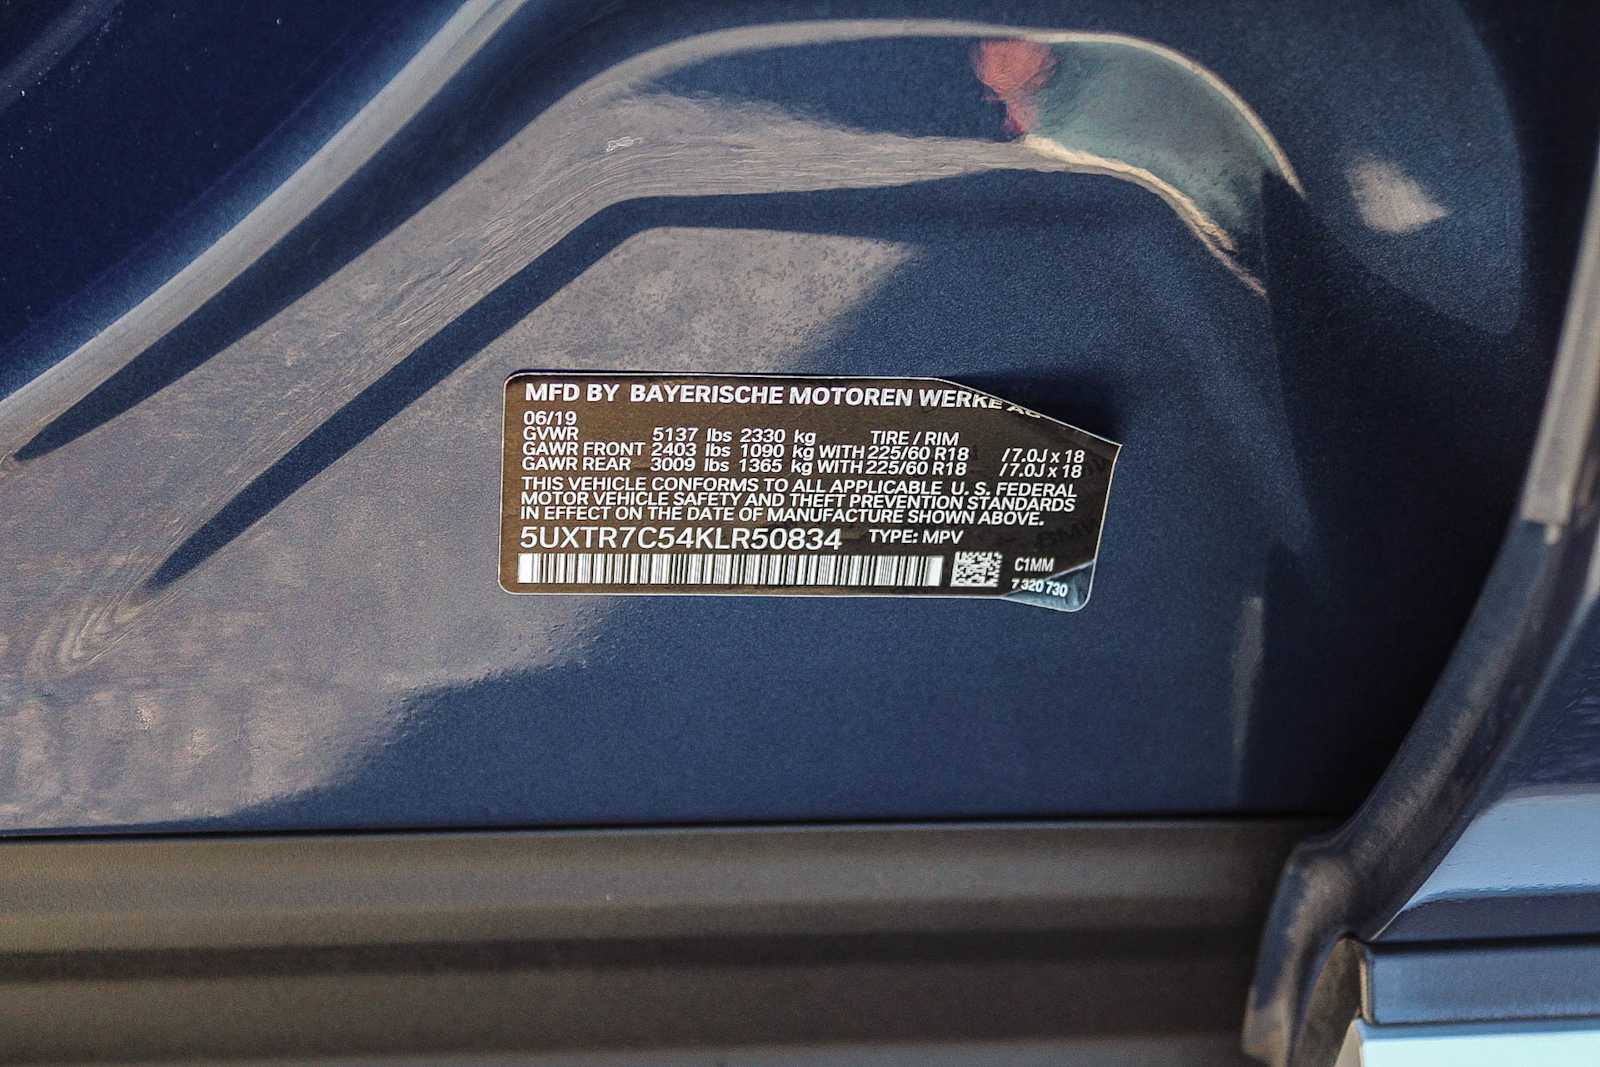 MFD BY BAYERISCHE MOTOREN WERKE AG
06/19
GVWR 5137 lbs 2330 kg TIRE / RIM
GAWR FRONT 2403 lbs 1090 kg WITH 225/60 R18 / 7.0J x 18
GAWR REAR 3009 lbs 1365 kg WITH 225/60 R18 / 7.0J x 18
THIS VEHICLE CONFORMS TO ALL APPLICABLE U. S. FEDERAL
MOTOR VEHICLE SAFETY AND THEFT PREVENTION STANDARDS
IN EFFECT ON THE DATE OF MANUFACTURE SHOWN ABOVE.
5UXTR7C54KLR50834 TYPE: MPV
C1MM
7 320 730